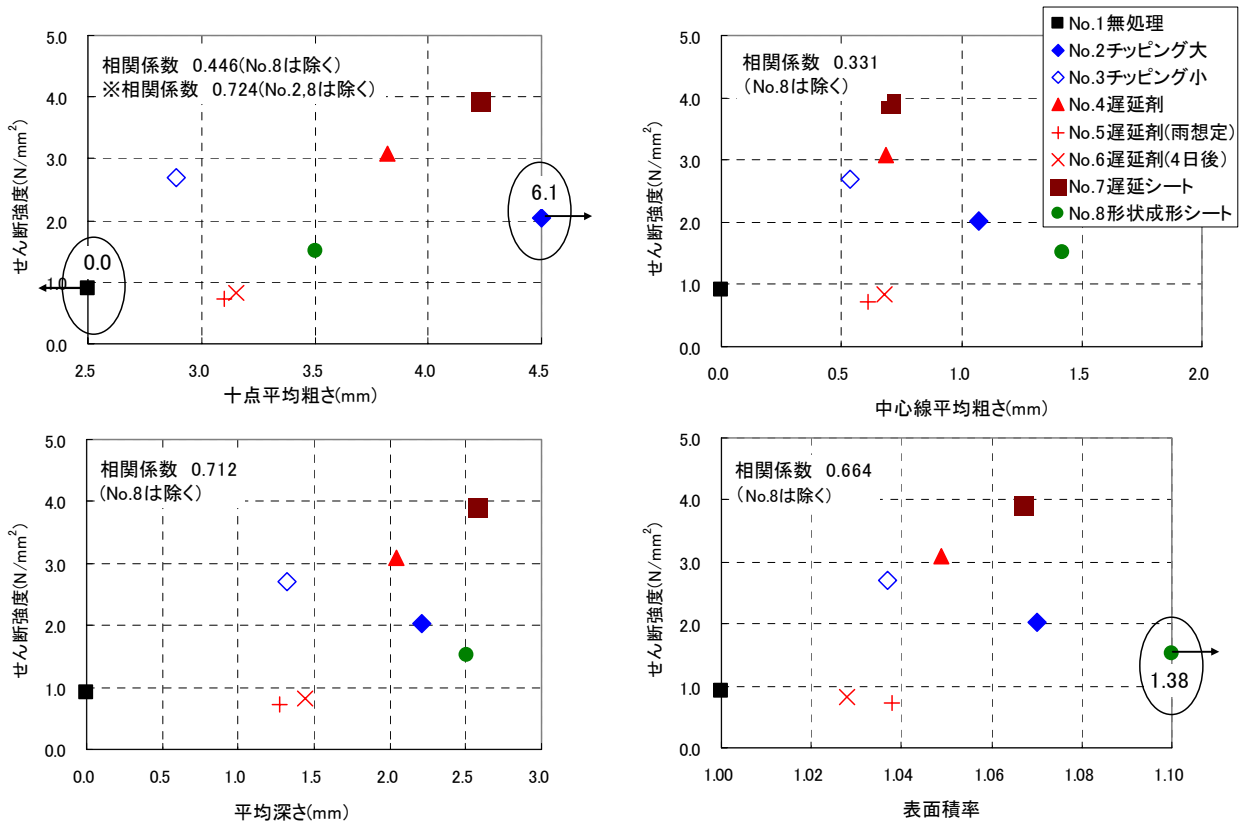 5.0
4.0
3.0
2.0
1.0
0.0
せん断強度(N/mm²)
相関係数 0.446(No.8は除く)
※相関係数 0.724(No.2,8は除く)
0.0
6.1
2.5 3.0 3.5 4.0 4.5
十点平均粗さ(mm)
5.0
4.0
3.0
2.0
1.0
0.0
せん断強度(N/mm²)
相関係数 0.331
(No.8は除く)
0.0 0.5 1.0 1.5 2.0
中心線平均粗さ(mm)
No.1無処理
No.2チッピング大
No.3チッピング小
No.4遅延剤
No.5遅延剤(雨想定)
No.6遅延剤(4日後)
No.7遅延シート
No.8形状成形シート
5.0
4.0
3.0
2.0
1.0
0.0
せん断強度(N/mm²)
相関係数 0.712
(No.8は除く)
0.0 0.5 1.0 1.5 2.0 2.5 3.0
平均深さ(mm)
5.0
4.0
3.0
2.0
1.0
0.0
せん断強度(N/mm²)
相関係数 0.664
(No.8は除く)
1.38
1.00 1.02 1.04 1.06 1.08 1.10
表面積率